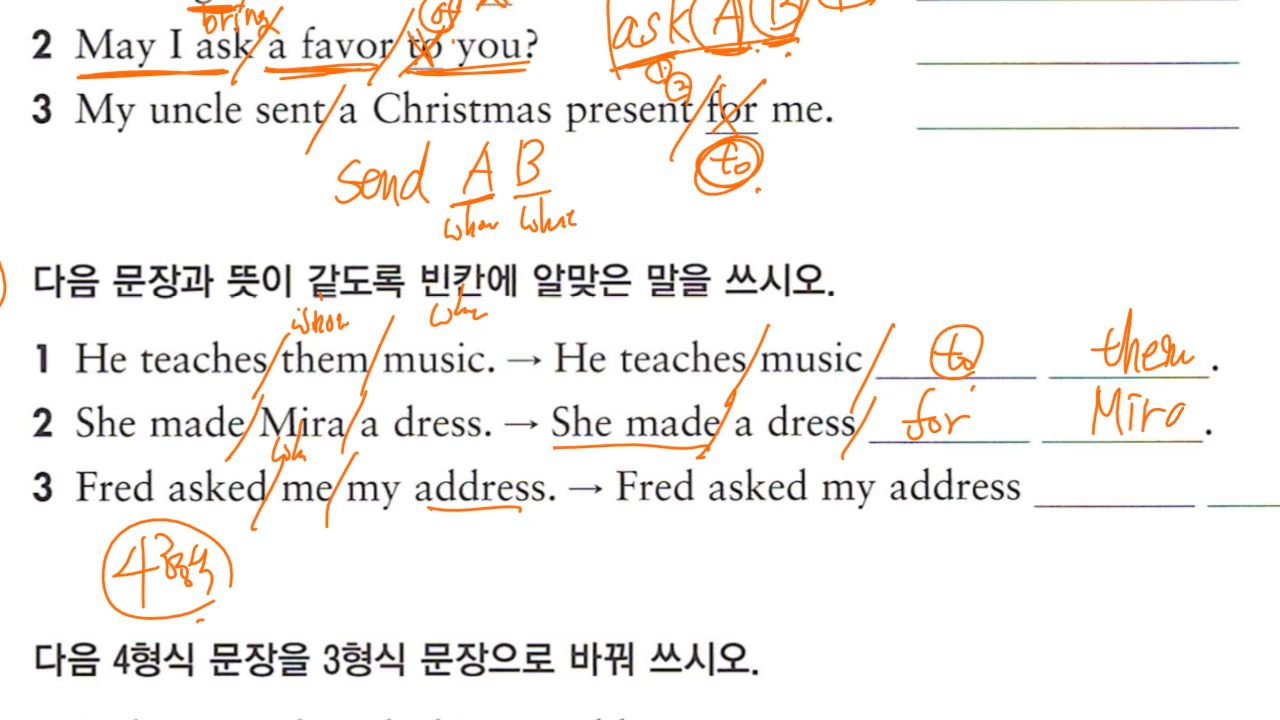 bring of
2 May I ask a favor to you? ask A B
① ②
3 My uncle sent a Christmas present for me.
to
send A B
다음 문장과 뜻이 같도록 빈칸에 알맞은 말을 쓰시오.
1 He teaches them music. → He teaches music to them.
2 She made Mira a dress. → She made a dress for Mira.
3 Fred asked me my address. → Fred asked my address
4형식
다음 4형식 문장을 3형식 문장으로 바꿔 쓰시오.